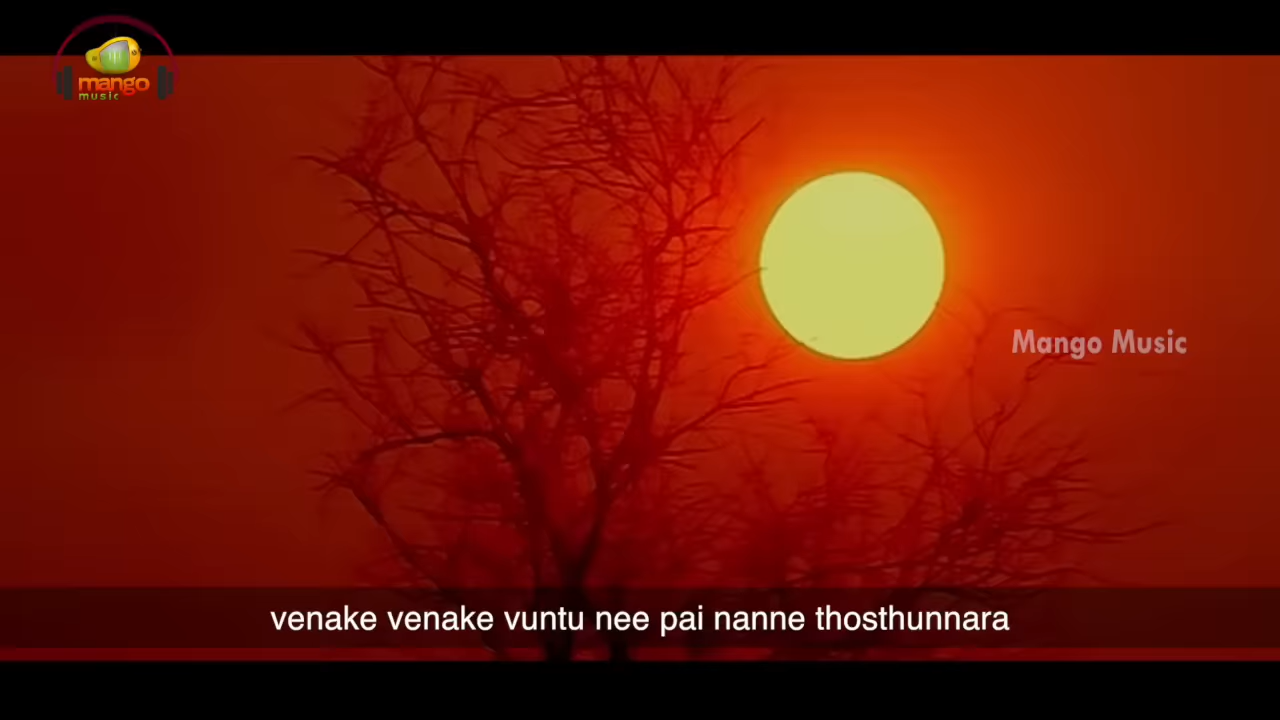 mango
music
Mango Music
venake venake vuntu nee pai nanne thosthunnara